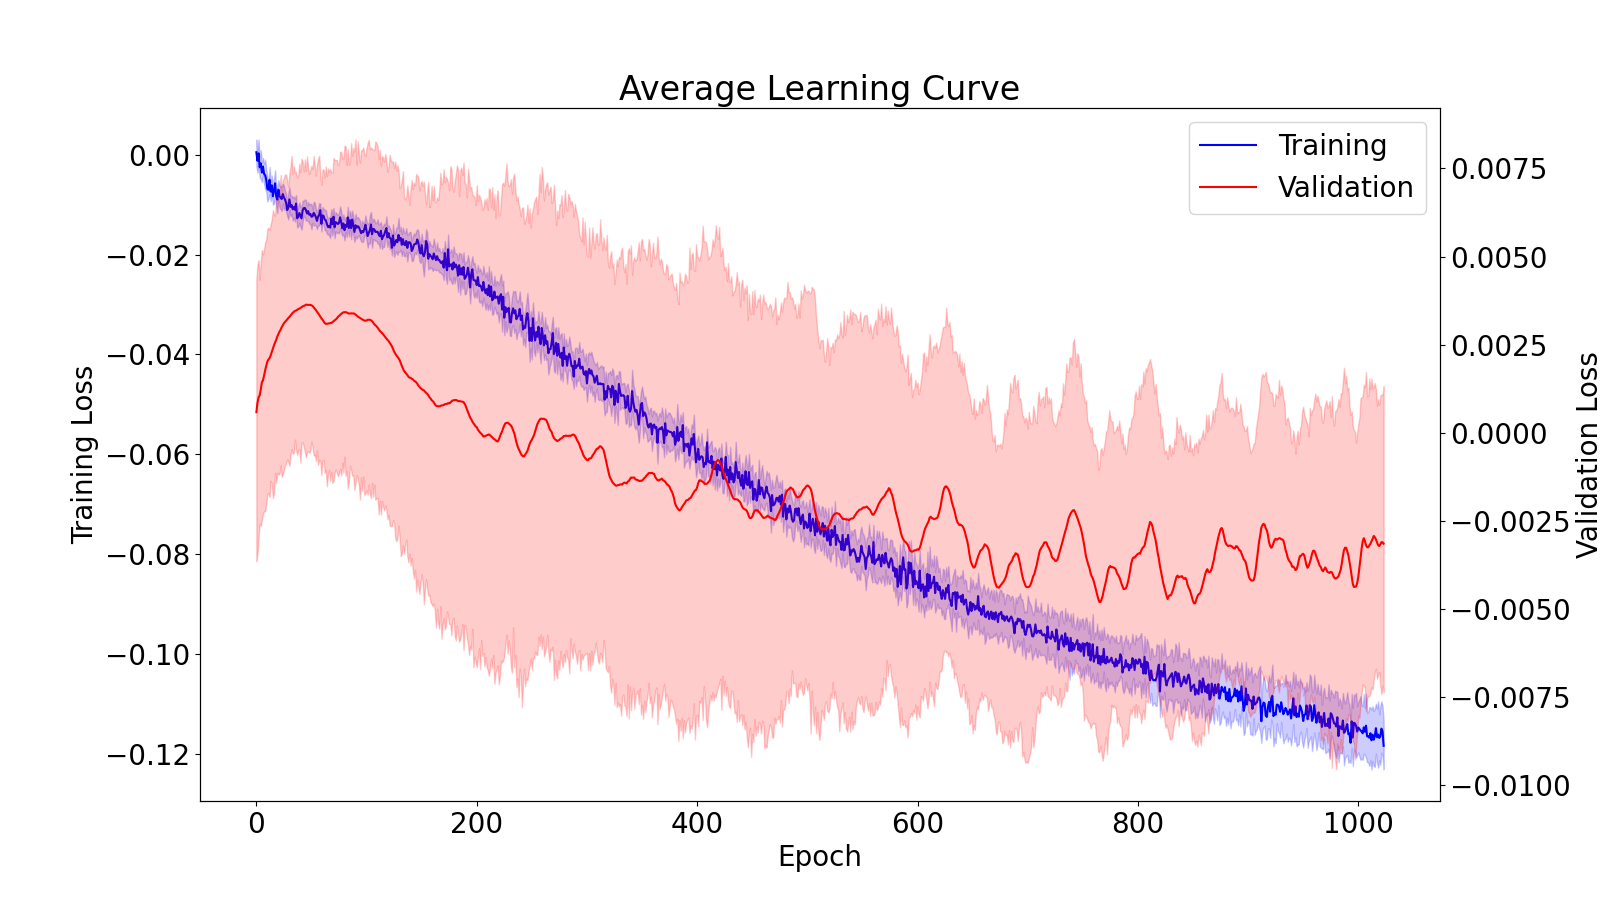 Average Learning Curve
Training
Validation
0.00
−0.02
−0.04
−0.06
−0.08
−0.10
−0.12
Training Loss
0.0075
0.0050
0.0025
0.0000
−0.0025
−0.0050
−0.0075
−0.0100
Validation Loss
0 200 400 600 800 1000
Epoch